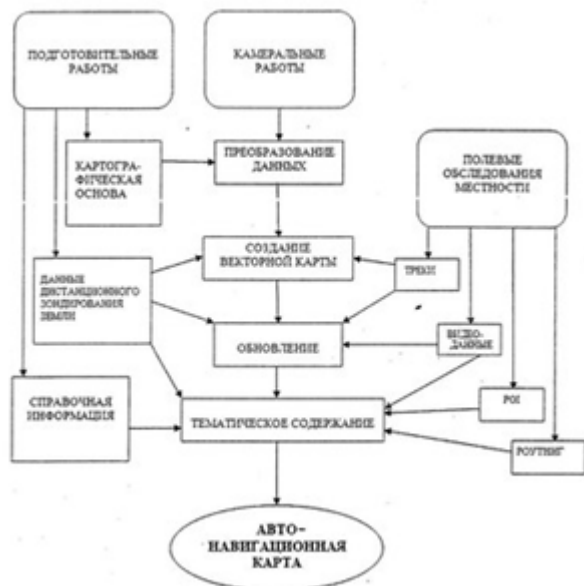 ПОДГОТОВИТЕЛЬНЫЕ
РАБОТЫ
КАМЕРАЛЬНЫЕ
РАБОТЫ
КАРТОГРА-
ФИЧЕСКАЯ
ОСНОВА
ПРЕОБРАЗОВАНИЕ
ДАННЫХ
ПОЛЕВЫЕ
ОБСЛЕДОВАНИЯ
МЕСТНОСТИ
СОЗДАНИЕ
ВЕКТОРНОЙ КАРТЫ
ТРЕКИ
ДАННЫЕ
ДИСТАНЦИОННОГО
ЗОНДИРОВАНИЯ
ЗЕМЛИ
ОБНОВЛЕНИЕ
ВИДЕО-
ДАННЫЕ
СПРАВОЧНАЯ
ИНФОРМАЦИЯ
ТЕМАТИЧЕСКОЕ СОДЕРЖАНИЕ
POI
РОУТИНГ
АВТО-
НАВИГАЦИОННАЯ
КАРТА